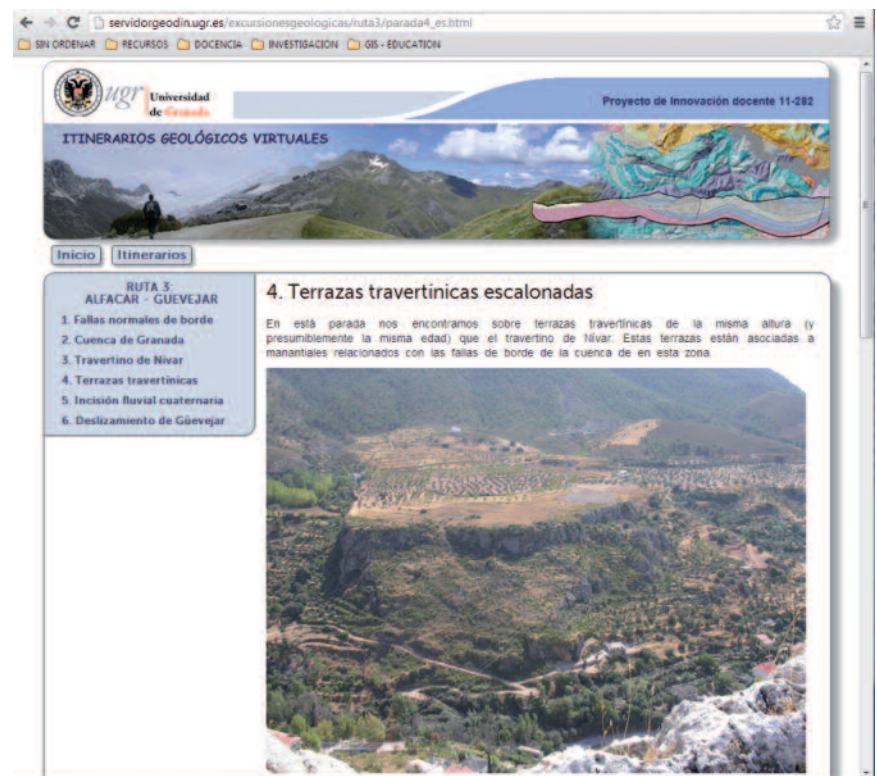 servidorgeodin.ugr.es/excursionesgeologicas/ruta3/parada4_es.html
SIN ORDENAR RECURSOS DOCENCIA INVESTIGACION GIS - EDUCATION
ugr Universidad
de Granada
Proyecto de Innovación docente 11-282
ITINERARIOS GEOLÓGICOS VIRTUALES
Inicio Itinerarios
RUTA 3:
ALFACAR - GÜEVEJAR
1. Fallas normales de borde
2. Cuenca de Granada
3. Travertino de Nívar
4. Terrazas travertínicas
5. Incisión fluvial cuaternaria
6. Deslizamiento de Güevejar
4. Terrazas travertínicas escalonadas
En está parada nos encontramos sobre terrazas travertínicas de la misma altura (y
presumiblemente la misma edad) que el travertino de Nívar. Estas terrazas están asociadas a
manantiales relacionados con las fallas de borde de la cuenca de en esta zona.